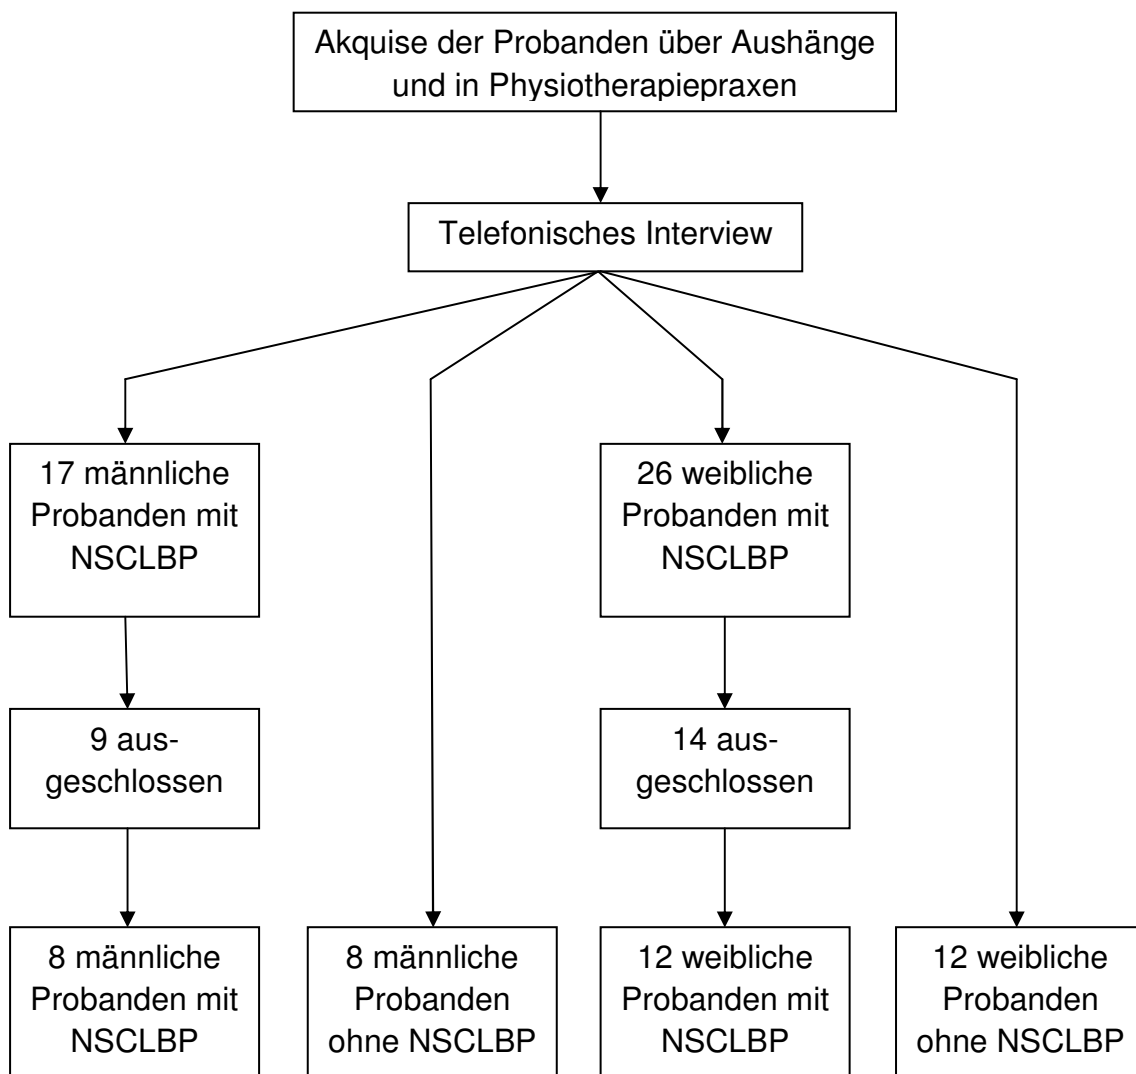 Akquise der Probanden über Aushänge
und in Physiotherapiepraxen
Telefonisches Interview
17 männliche
Probanden mit
NSCLBP
26 weibliche
Probanden mit
NSCLBP
9 aus-
geschlossen
14 aus-
geschlossen
8 männliche
Probanden mit
NSCLBP
8 männliche
Probanden
ohne NSCLBP
12 weibliche
Probanden mit
NSCLBP
12 weibliche
Probanden
ohne NSCLBP